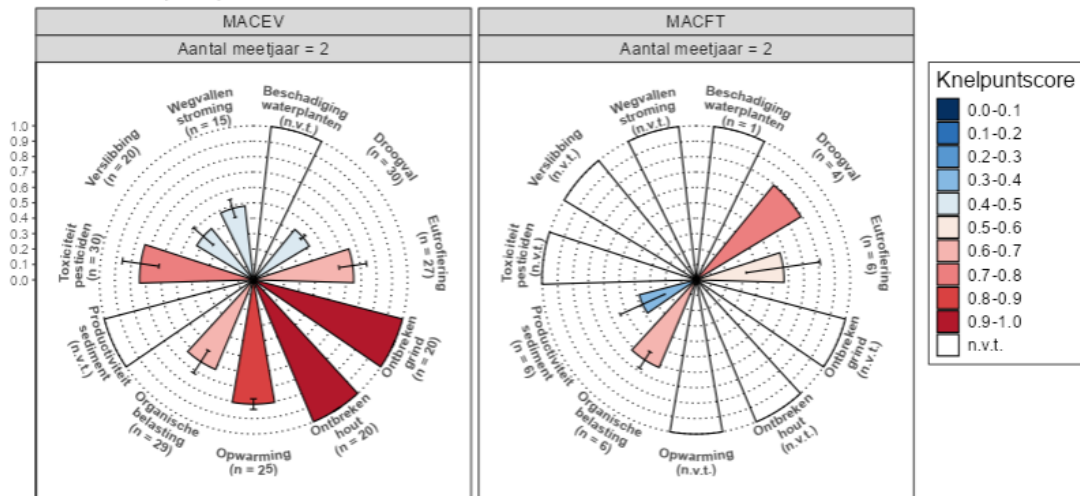 MACEV
Aantal meetjaar = 2
Wegvallen
stroming
(n = 15)
Beschadiging
waterplanten
(n.v.t.)
Droogval
(n = 30)
Eutrofiering
(n = 27)
Ontbreken
grind
(n = 20)
Ontbreken
hout
(n = 20)
Opwarming
(n = 25)
Organische
belasting
(n = 29)
Productiviteit
sediment
(n.v.t.)
Toxiciteit
pesticiden
(n = 30)
Verslibbing
(n = 20)
1.0
0.9
0.8
0.7
0.6
0.5
0.4
0.3
0.2
0.1
0.0
MACFT
Aantal meetjaar = 2
Wegvallen
stroming
(n.v.t.)
Beschadiging
waterplanten
(n = 1)
Droogval
(n = 4)
Eutrofiering
(n = 6)
Ontbreken
grind
(n.v.t.)
Ontbreken
hout
(n.v.t.)
Opwarming
(n.v.t.)
Organische
belasting
(n = 6)
Productiviteit
sediment
(n = 6)
Toxiciteit
pesticiden
(n.v.t.)
Verslibbing
(n.v.t.)
Knelpuntscore
0.0-0.1
0.1-0.2
0.2-0.3
0.3-0.4
0.4-0.5
0.5-0.6
0.6-0.7
0.7-0.8
0.8-0.9
0.9-1.0
n.v.t.